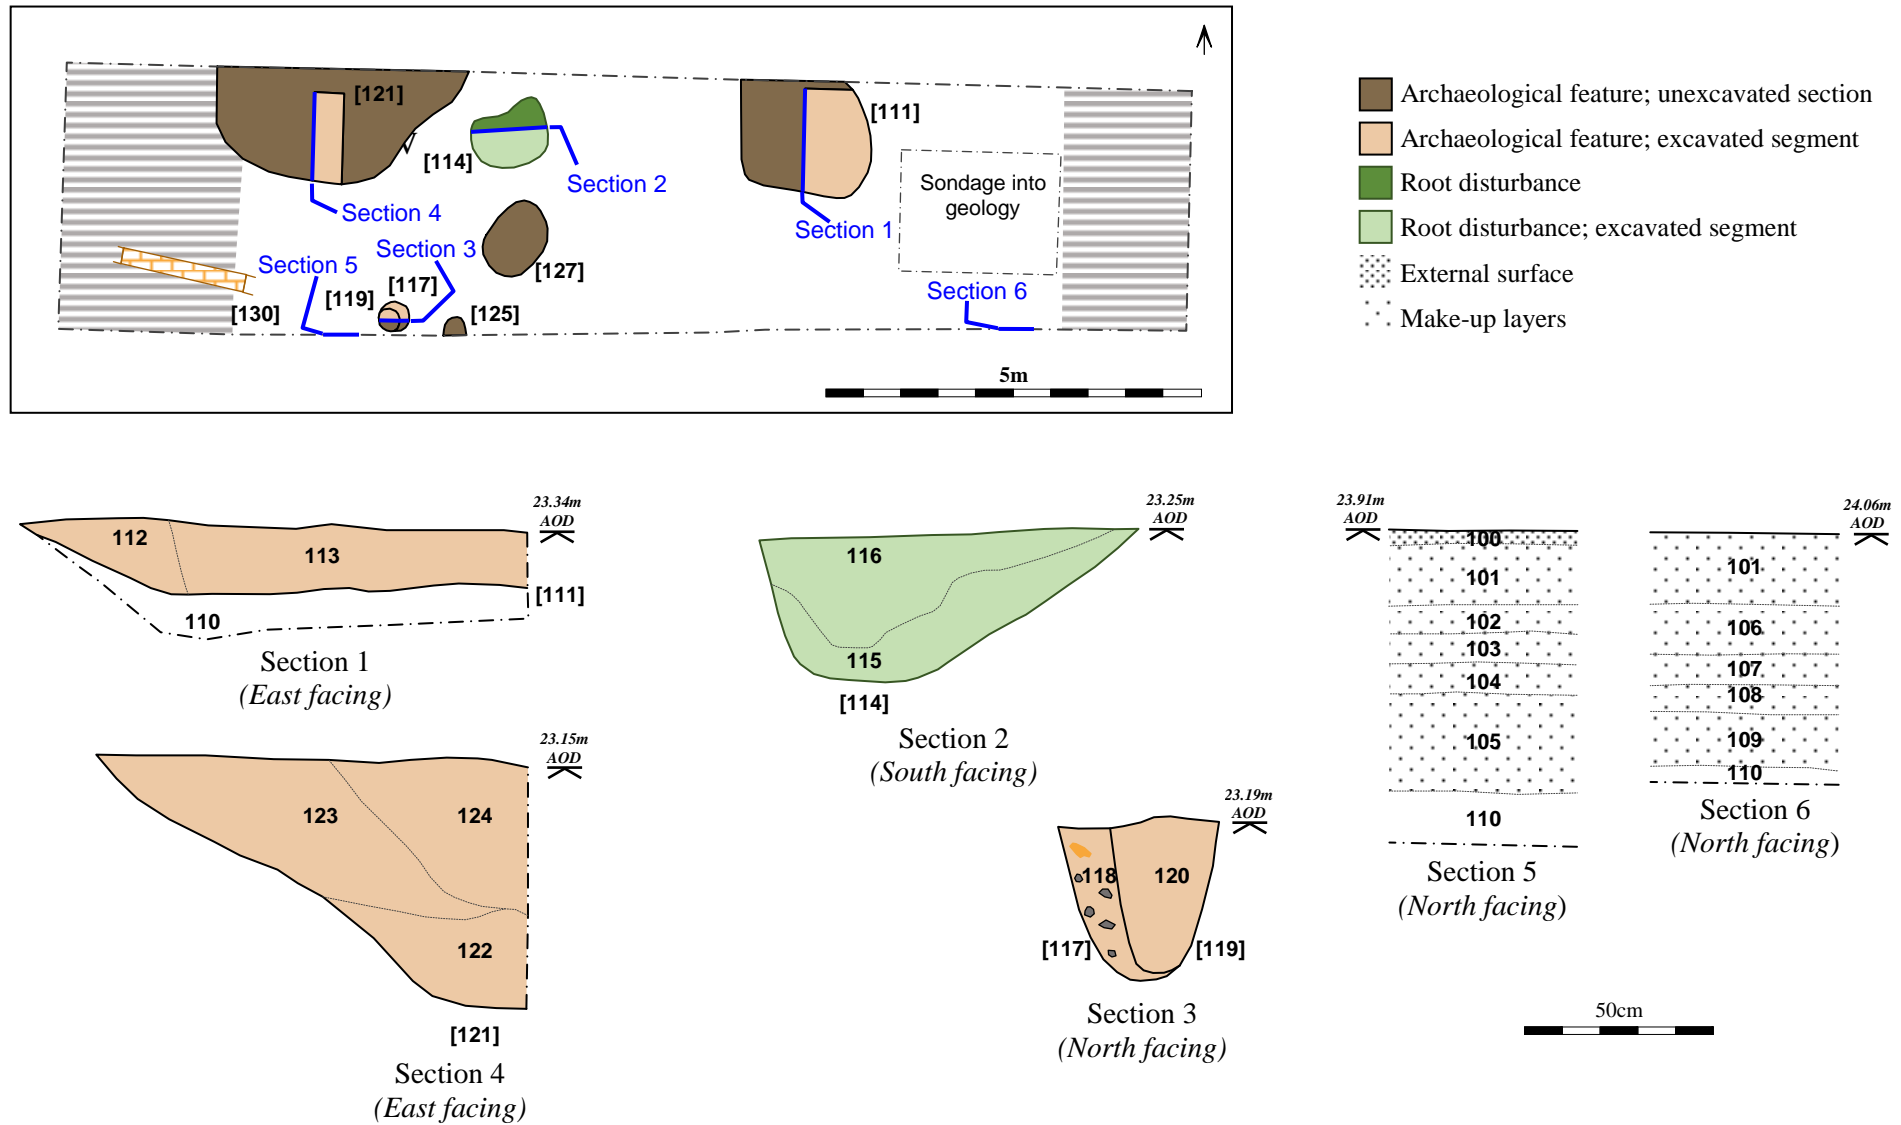 [121]
[111]
[114]
Section 2
Sondage into
geology
Section 4
Section 1
Section 3
Section 5
[127]
[117]
[119]
Section 6
[130]
[125]
5m
Archaeological feature; unexcavated section
Archaeological feature; excavated segment
Root disturbance
Root disturbance; excavated segment
External surface
Make-up layers
23.34m
AOD
112
113
[111]
110
Section 1
(East facing)
23.25m
AOD
116
115
[114]
Section 2
(South facing)
23.91m
AOD
100
101
102
103
104
105
110
Section 5
(North facing)
24.06m
AOD
101
106
107
108
109
110
Section 6
(North facing)
23.15m
AOD
123
124
122
[121]
Section 4
(East facing)
23.19m
AOD
118
120
[117]
[119]
Section 3
(North facing)
50cm